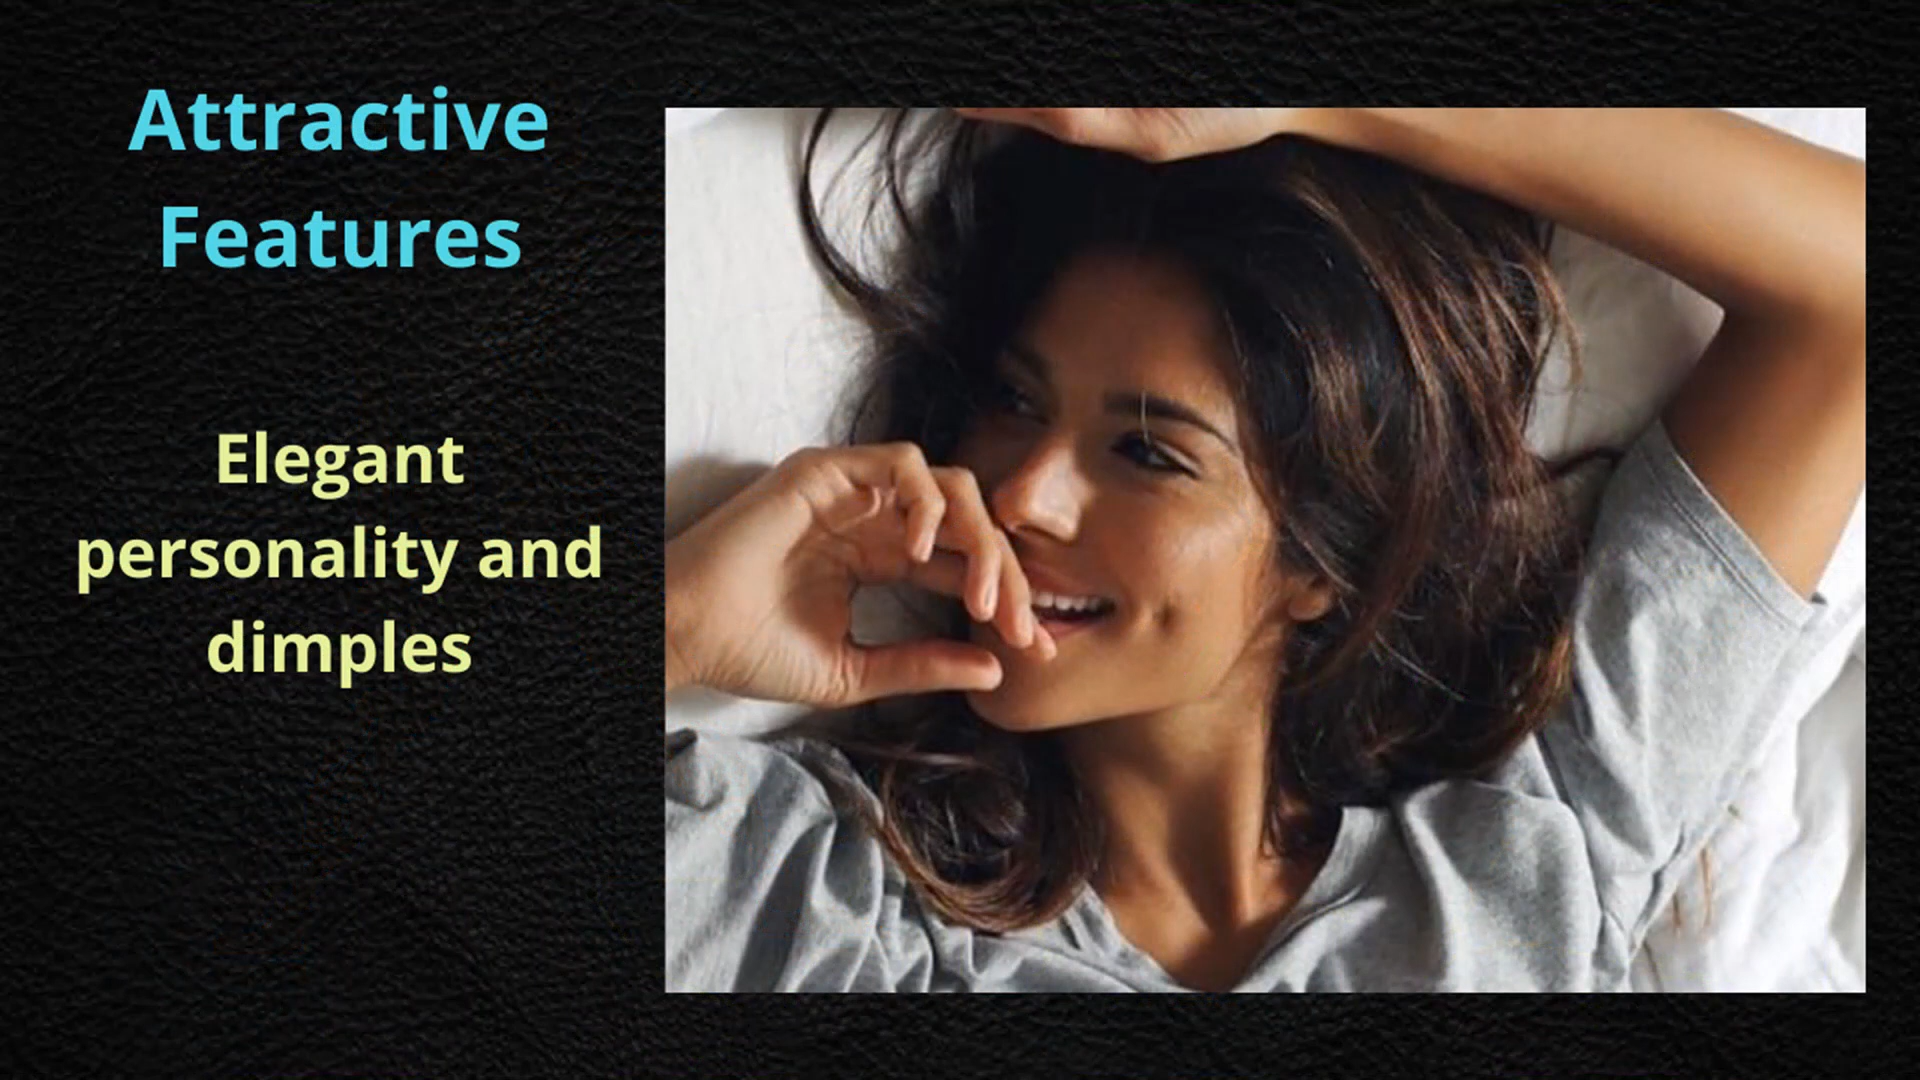 Attractive
Features
Elegant
personality and
dimples